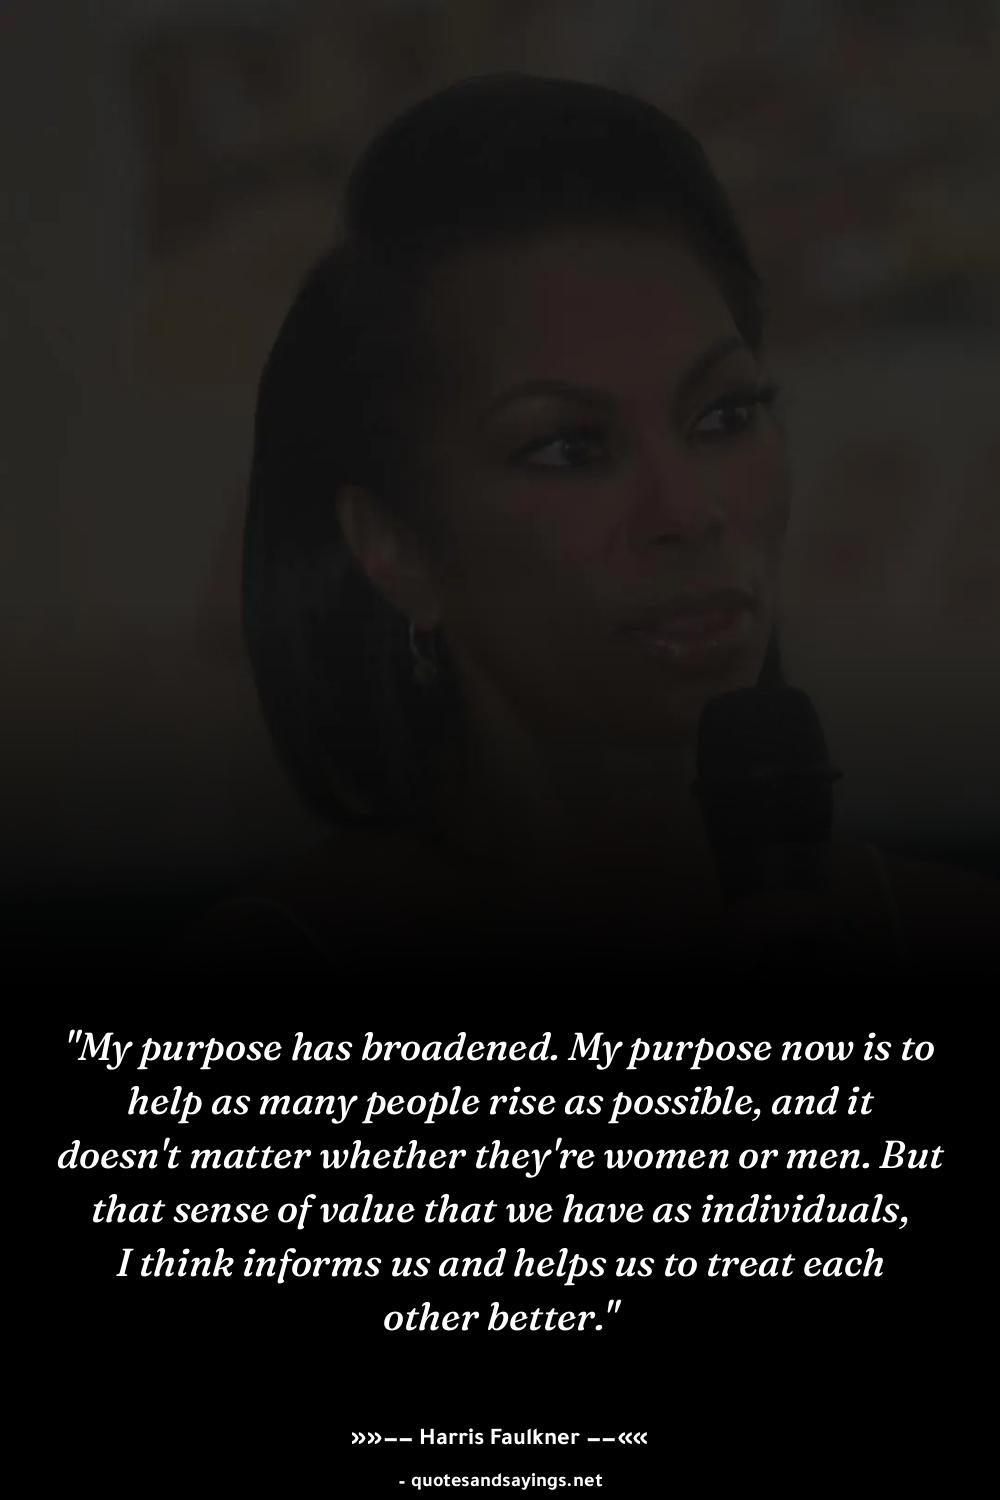 "My purpose has broadened. My purpose now is to
help as many people rise as possible, and it
doesn't matter whether they're women or men. But
that sense of value that we have as individuals,
I think informs us and helps us to treat each
other better."
»»–– Harris Faulkner ––««
- quotesandsayings.net